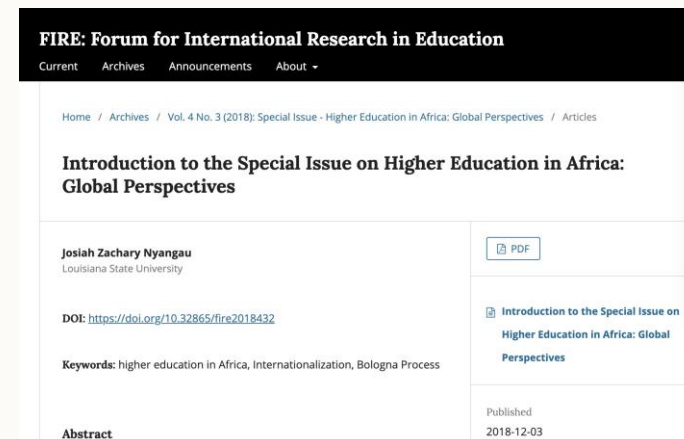 FIRE: Forum for International Research in Education
Current Archives Announcements About
Home / Archives / Vol. 4 No. 3 (2018): Special Issue - Higher Education in Africa: Global Perspectives / Articles
Introduction to the Special Issue on Higher Education in Africa:
Global Perspectives
Josiah Zachary Nyangau
Louisiana State University
DOI: https://doi.org/10.32865/fire2018432
Keywords: higher education in Africa, Internationalization, Bologna Process
Abstract
PDF
Introduction to the Special Issue on
Higher Education in Africa: Global
Perspectives
Published
2018-12-03